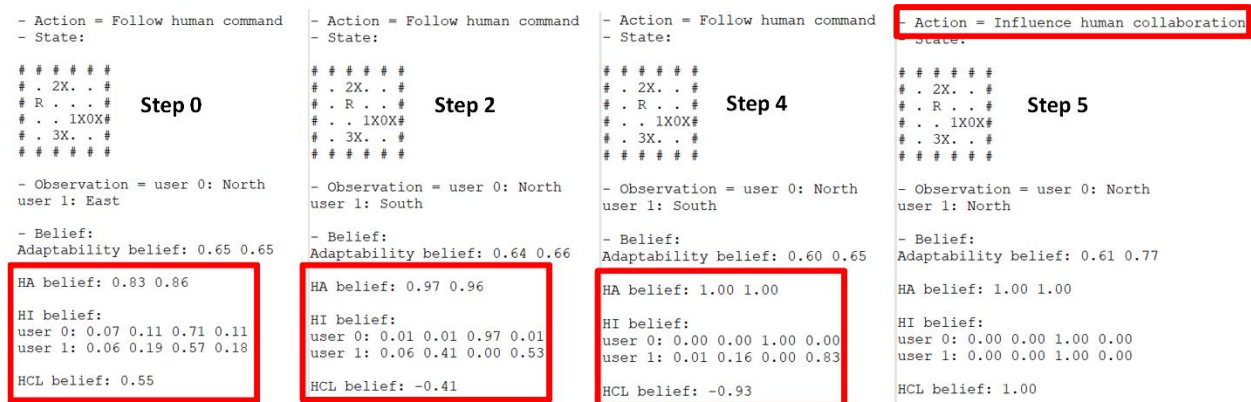 - Action = Follow human command
- State:
# # # # # #
# . 2X. . #
# R . . . #
# . . 1X0X#
# . 3X. . #
# # # # # #
Step 0
- Observation = user 0: North
user 1: East
- Belief:
Adaptability belief: 0.65 0.65
HA belief: 0.83 0.86
HI belief:
user 0: 0.07 0.11 0.71 0.11
user 1: 0.06 0.19 0.57 0.18
HCL belief: 0.55
- Action = Follow human command
- State:
# # # # # #
# . 2X. . #
# . R . . #
# . . 1X0X#
# . 3X. . #
# # # # # #
Step 2
- Observation = user 0: North
user 1: South
- Belief:
Adaptability belief: 0.64 0.66
HA belief: 0.97 0.96
HI belief:
user 0: 0.01 0.01 0.97 0.01
user 1: 0.06 0.41 0.00 0.53
HCL belief: -0.41
- Action = Follow human command
- State:
# # # # # #
# . 2X. . #
# . R . . #
# . . 1X0X#
# . 3X. . #
# # # # # #
Step 4
- Observation = user 0: North
user 1: South
- Belief:
Adaptability belief: 0.60 0.65
HA belief: 1.00 1.00
HI belief:
user 0: 0.00 0.00 1.00 0.00
user 1: 0.01 0.16 0.00 0.83
HCL belief: -0.93
- Action = Influence human collaboration
- State:
# # # # # #
# . 2X. . #
# . R . . #
# . . 1X0X#
# . 3X. . #
# # # # # #
Step 5
- Observation = user 0: North
user 1: North
- Belief:
Adaptability belief: 0.61 0.77
HA belief: 1.00 1.00
HI belief:
user 0: 0.00 0.00 1.00 0.00
user 1: 0.00 0.00 1.00 0.00
HCL belief: 1.00